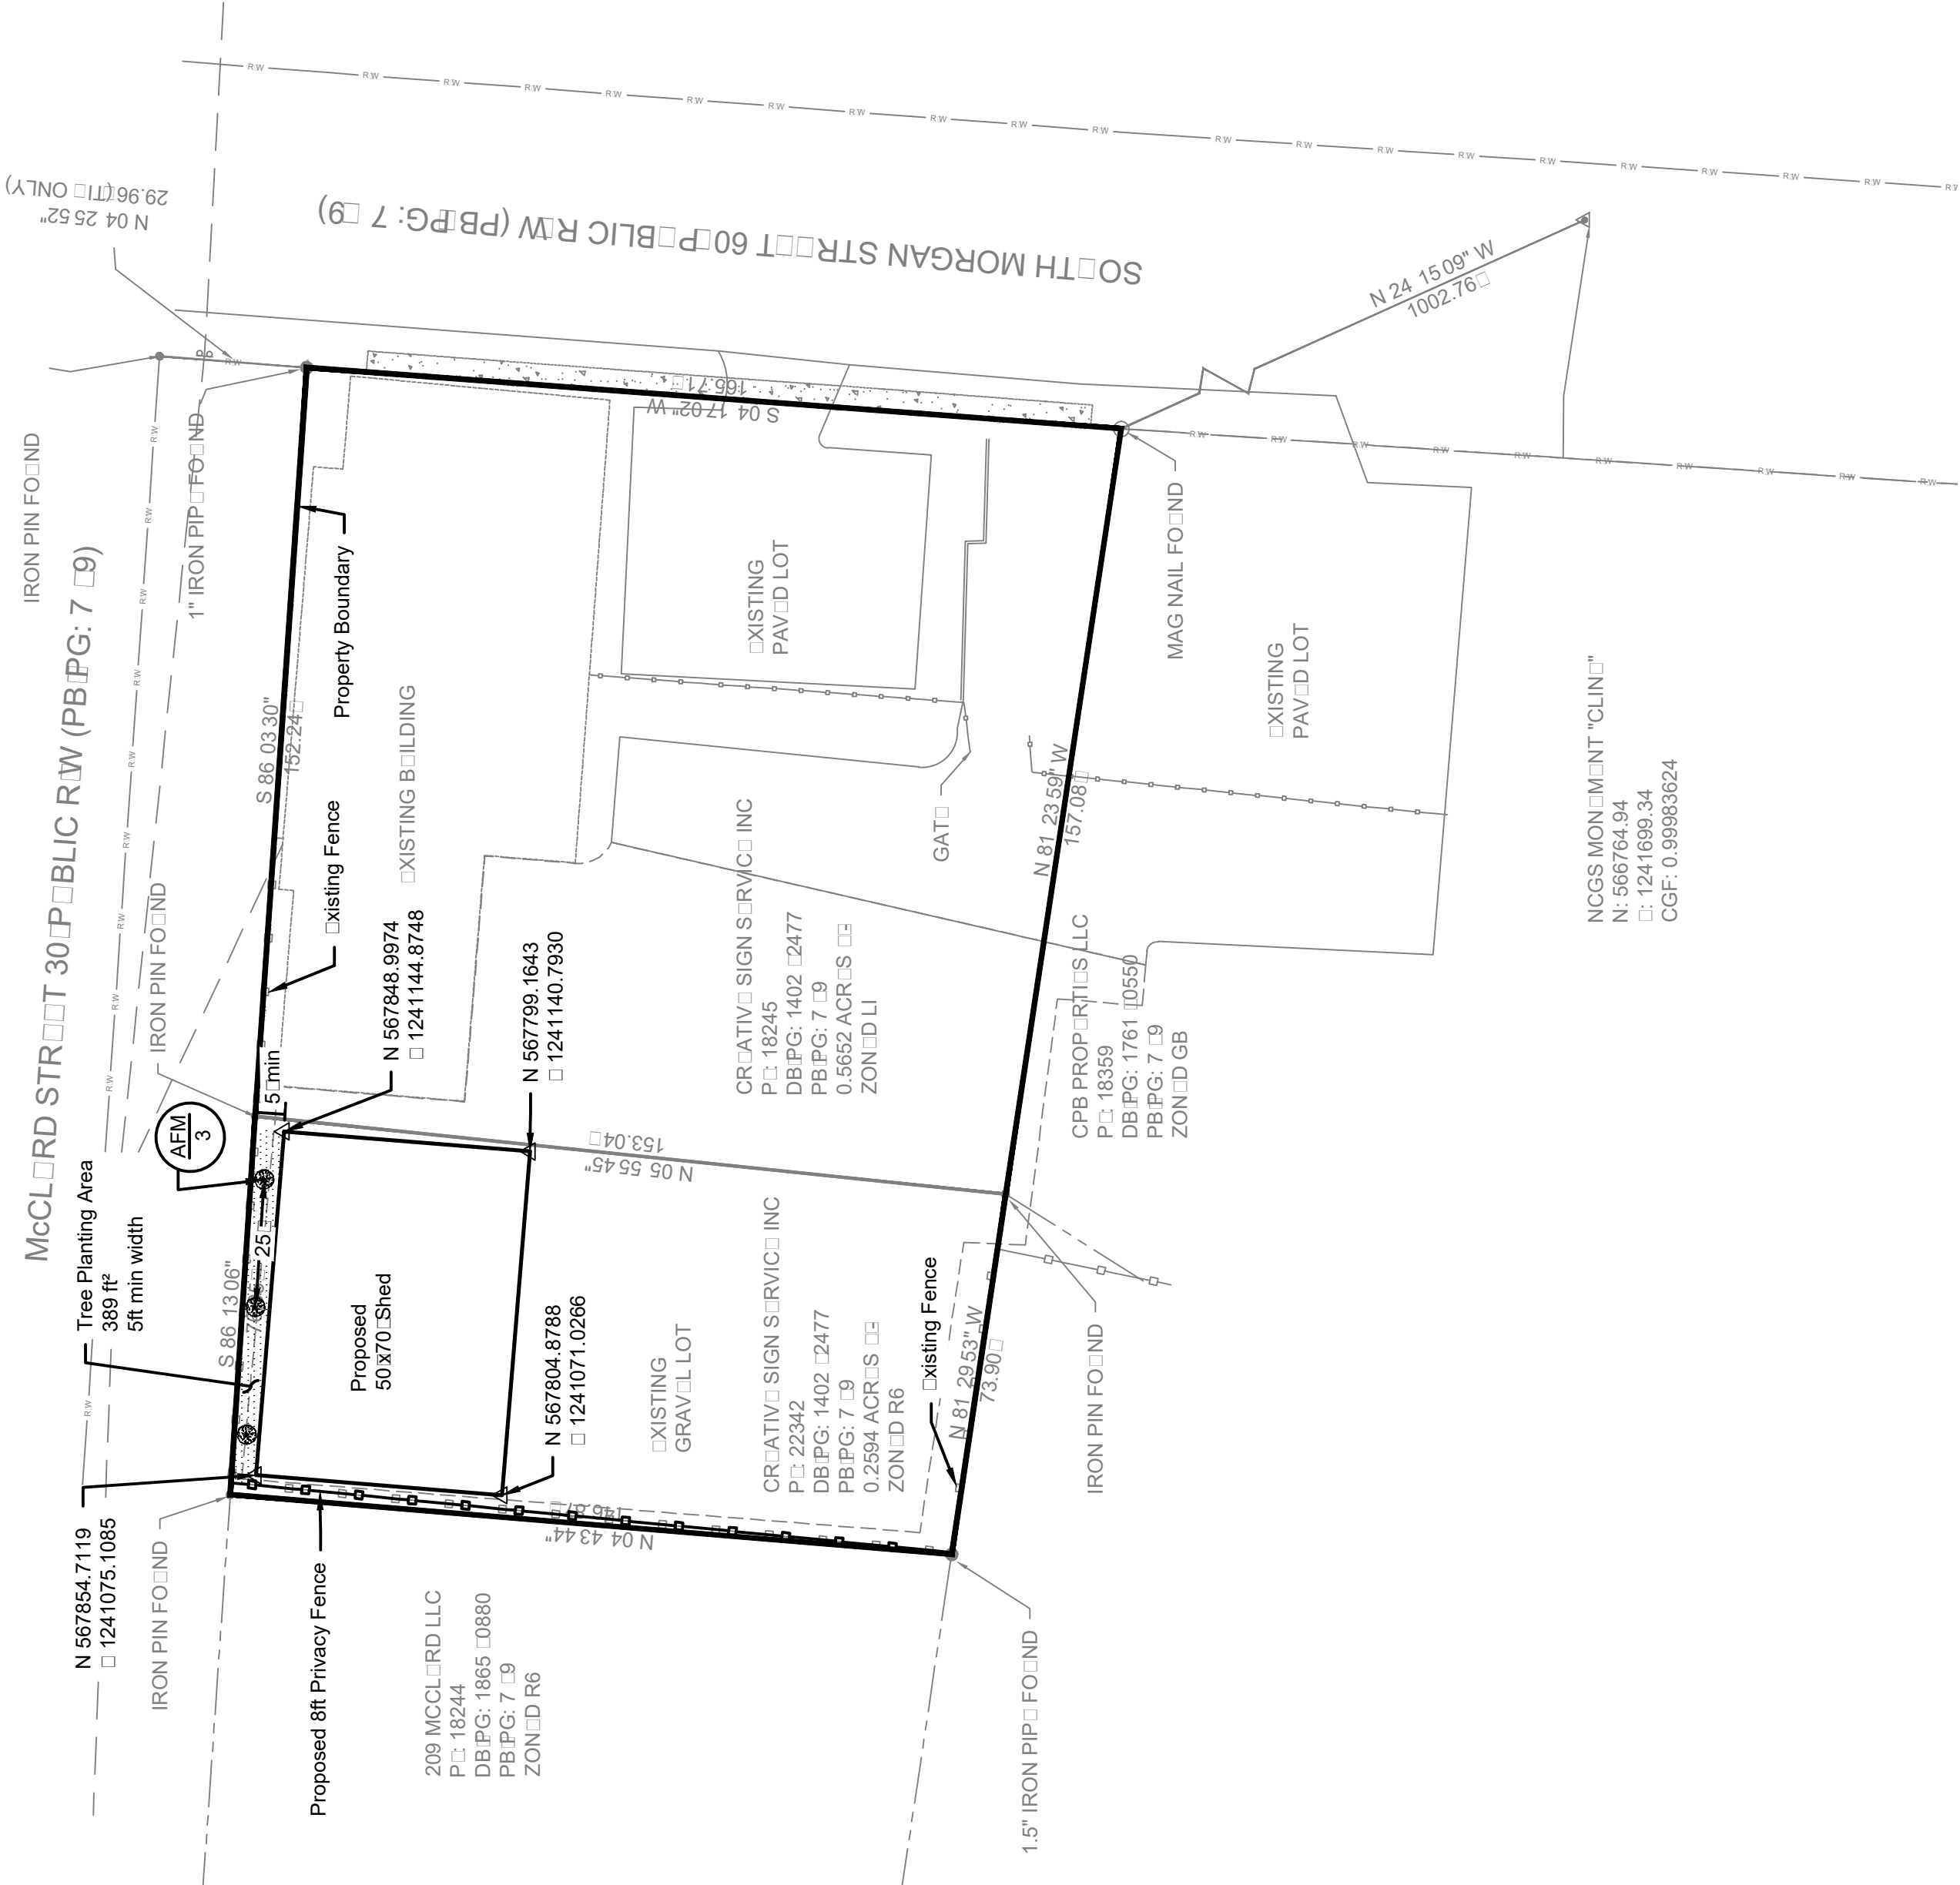 29.96□ (TI□ ONLY)
N 04 25 52"
SO□TH MORGAN STR□□T 60□ P□BLIC R□W (PB□PG: 7 □9)
N 24 15 09" W
1002.76□
IRON PIN FO□ND
1" IRON PIP□ FO□ND
McCL□RD STR□□T 30□ P□BLIC R□W (PB□PG: 7 □9)
IRON PIN FO□ND
S 86 03 30"
152.24□
Property Boundary
□XISTING B□ILDING
□xisting Fence
165.71□
S 04 17 02" W
□XISTING
PAV□D LOT
MAG NAIL FO□ND
□XISTING
PAV□D LOT
GAT□
N 81 23 59" W
157.08□
NCGS MON□M□NT "CLIN□"
N: 566764.94
□: 1241699.34
CGF: 0.99983624
N 567848.9974
□ 1241144.8748
N 567799.1643
□ 1241140.7930
CR□ATIV□ SIGN S□RVIC□ INC
P□: 18245
DB□PG: 1402 □2477
PB□PG: 7 □9
0.5652 ACR□S □□-
ZON□D LI
CPB PROP□RTI□S LLC
P□: 18359
DB□PG: 1761 □0550
PB□PG: 7 □9
ZON□D GB
5□ min
AFM
3
Tree Planting Area
389 ft²
5ft min width
S 86 13 06"
25□
153.04□
N 05 55 45"
Proposed
50□x70□ Shed
N 567804.8788
□ 1241071.0266
□XISTING
GRAV□L LOT
CR□ATIV□ SIGN S□RVIC□ INC
P□: 22342
DB□PG: 1402 □2477
PB□PG: 7 □9
0.2594 ACR□S □□-
ZON□D R6
□xisting Fence
N 81 29 53" W
73.90□
IRON PIN FO□ND
N 567854.7119
□ 1241075.1085
IRON PIN FO□ND
Proposed 8ft Privacy Fence
146.87□
N 04 43 44"
209 MCCL□RD LLC
P□: 18244
DB□PG: 1865 □0880
PB□PG: 7 □9
ZON□D R6
1.5" IRON PIP□ FO□ND
R□W